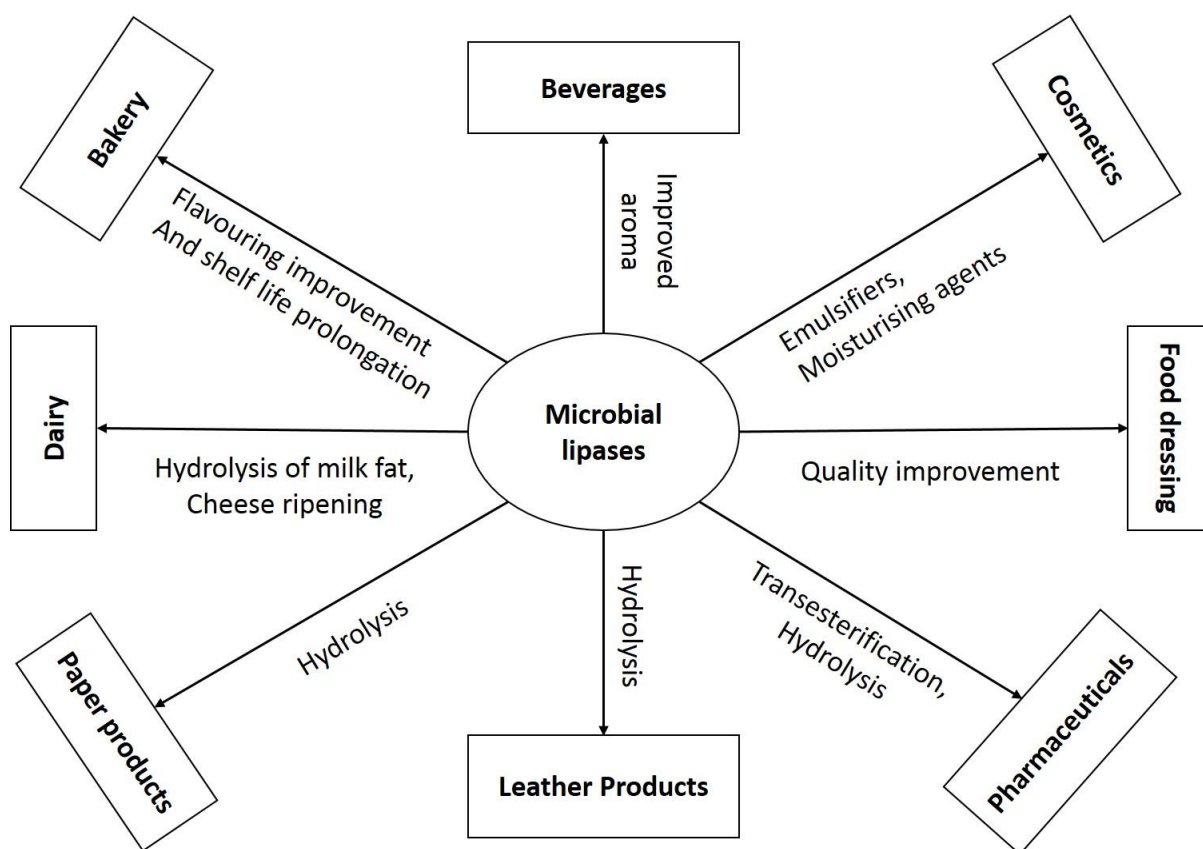 Beverages
Bakery
Cosmetics
Improved
aroma
Flavouring improvement
And shelf life prolongation
Emulsifiers,
Moisturising agents
Dairy
Microbial
lipases
Food dressing
Hydrolysis of milk fat,
Cheese ripening
Quality improvement
Hydrolysis
Hydrolysis
Transesterification,
Hydrolysis
Paper products
Leather Products
Pharmaceuticals